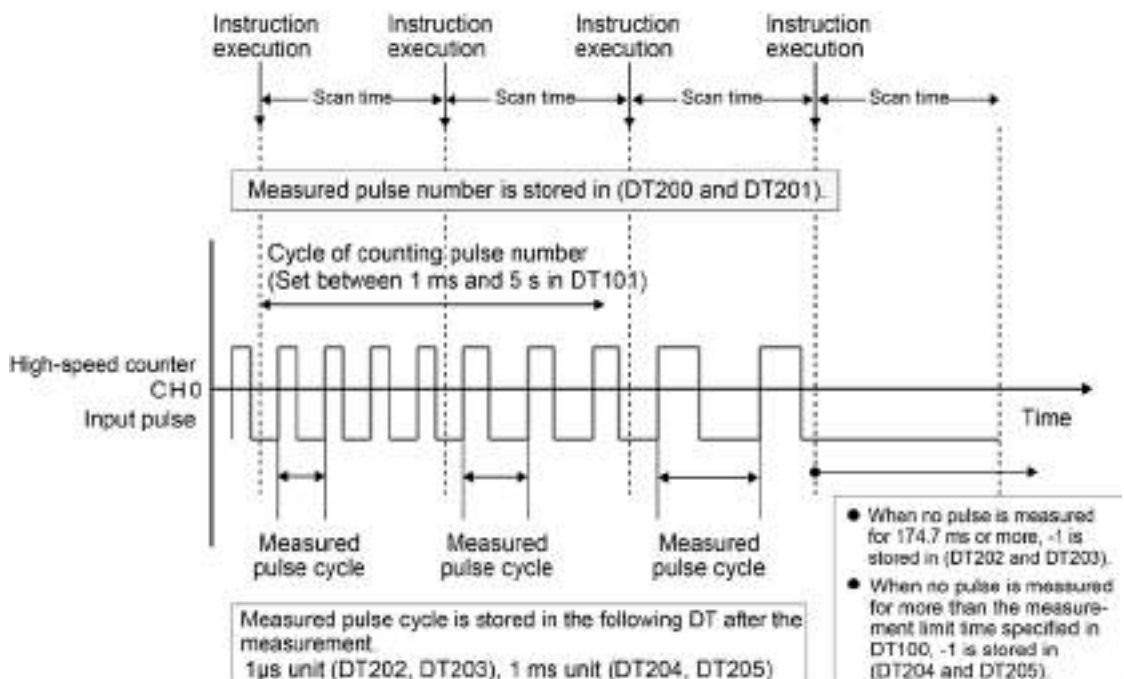 Instruction execution
Instruction execution
Instruction execution
Instruction execution
Scan time
Scan time
Scan time
Scan time
Measured pulse number is stored in (DT200 and DT201).
Cycle of counting pulse number
(Set between 1 ms and 5 s in DT101)
High-speed counter
CH0
Input pulse
Time
Measured
pulse cycle
Measured
pulse cycle
Measured
pulse cycle
● When no pulse is measured
for 174.7 ms or more, -1 is
stored in (DT202 and DT203).
● When no pulse is measured
for more than the measure-
ment limit time specified in
DT100, -1 is stored in
(DT204 and DT205).
Measured pulse cycle is stored in the following DT after the
measurement.
1μs unit (DT202, DT203), 1 ms unit (DT204, DT205)